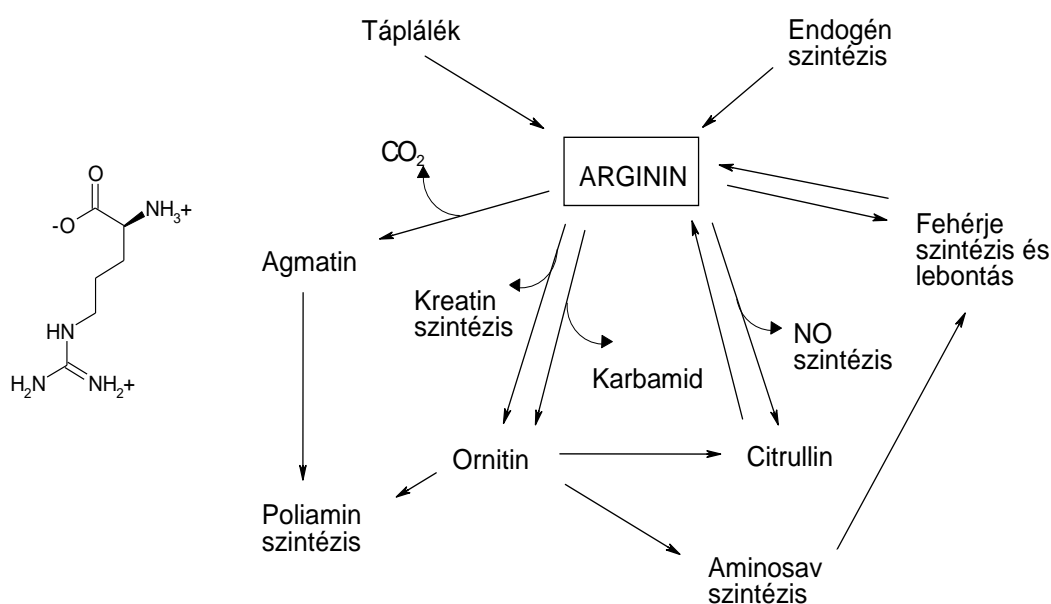 Táplálék
Endogén
szintézis
CO2
ARGININ
O
-O
NH3+
HN
H2N
NH2+
Agmatin
Fehérje
szintézis és
lebontás
Kreatin
szintézis
NO
szintézis
Karbamid
Ornitin
Citrullin
Poliamin
szintézis
Aminosav
szintézis